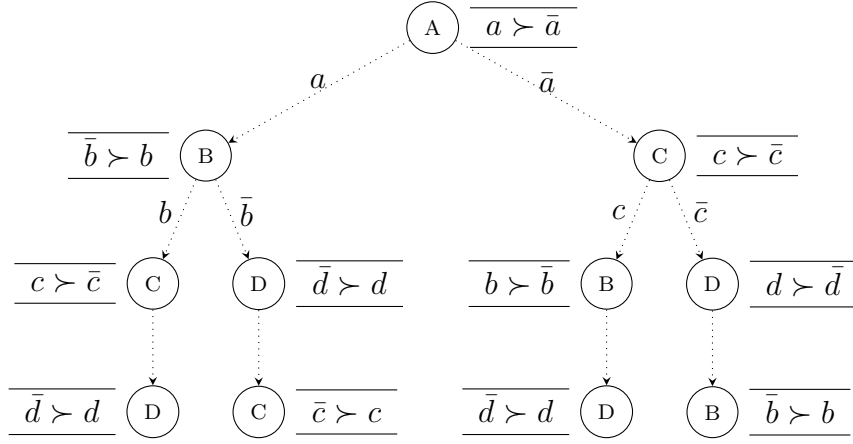 A a ≻ ā
a ā
b̄ ≻ b B C c ≻ c̄
b b̄ c c̄
c ≻ c̄ C D d̄ ≻ d b ≻ b̄ B D d ≻ d̄
d̄ ≻ d D C c̄ ≻ c d̄ ≻ d D B b̄ ≻ b